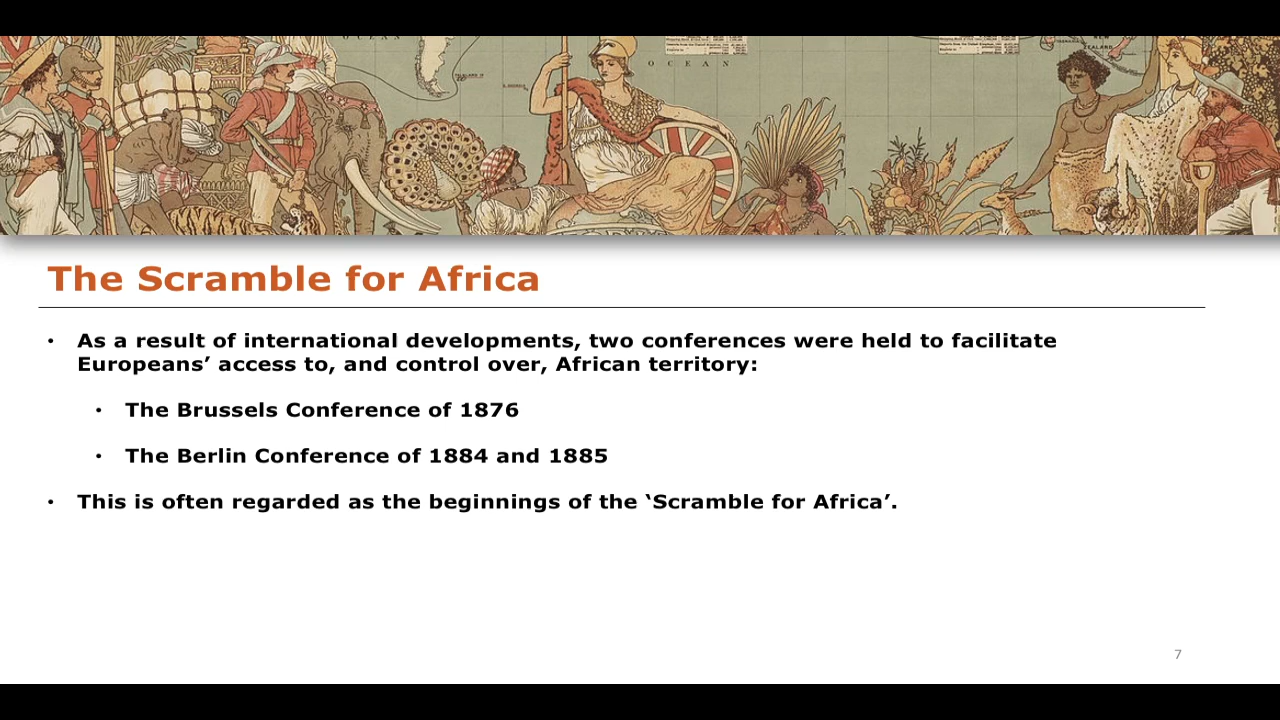 OCEAN
OCEAN
ZEALAND
The Scramble for Africa
• As a result of international developments, two conferences were held to facilitate
Europeans’ access to, and control over, African territory:
• The Brussels Conference of 1876
• The Berlin Conference of 1884 and 1885
• This is often regarded as the beginnings of the ‘Scramble for Africa’.
7